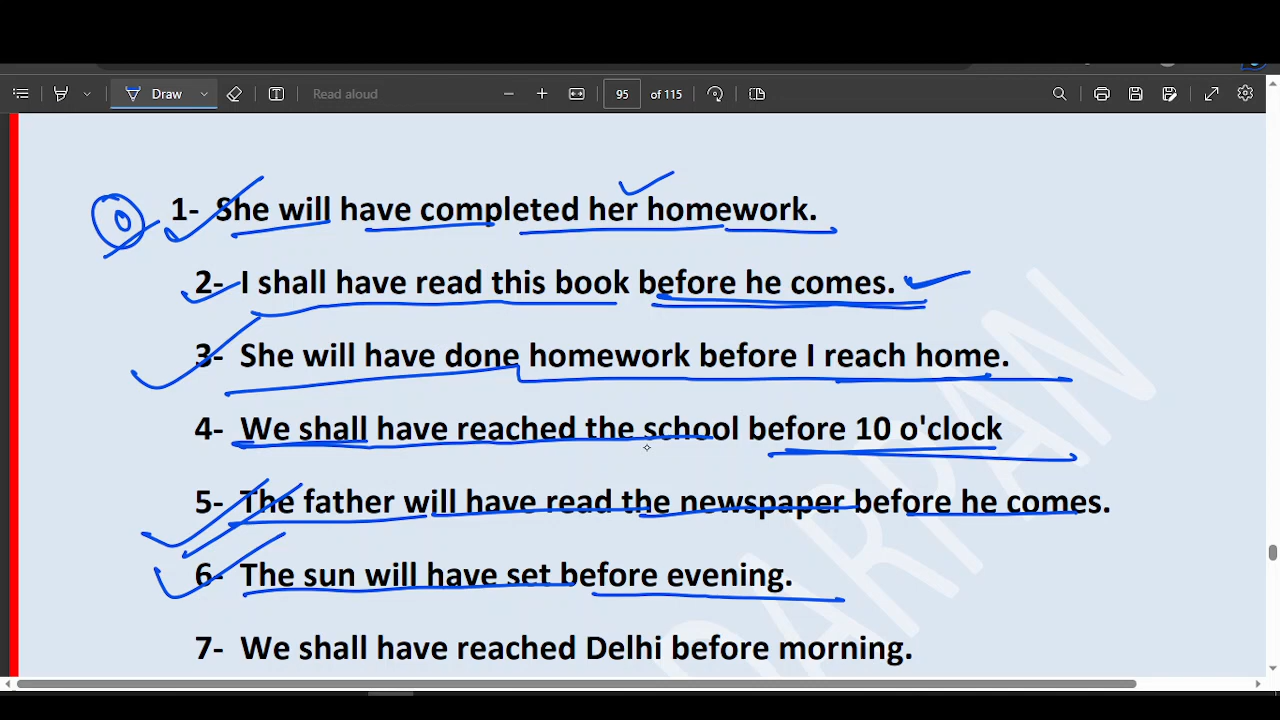 Draw
Read aloud
95 of 115
1- She will have completed her homework.
2- I shall have read this book before he comes.
3- She will have done homework before I reach home.
4- We shall have reached the school before 10 o'clock
5- The father will have read the newspaper before he comes.
6- The sun will have set before evening.
7- We shall have reached Delhi before morning.
DARPAN